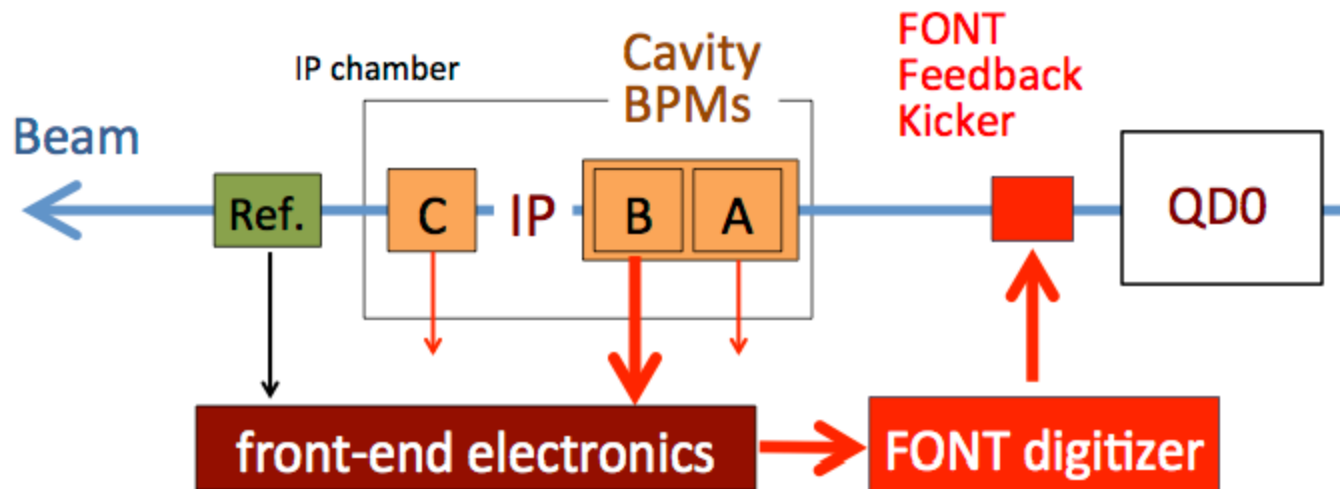 FONT
Feedback
Kicker
Cavity
BPMs
IP chamber
Beam
Ref.
C
IP
B
A
QD0
front-end electronics
FONT digitizer